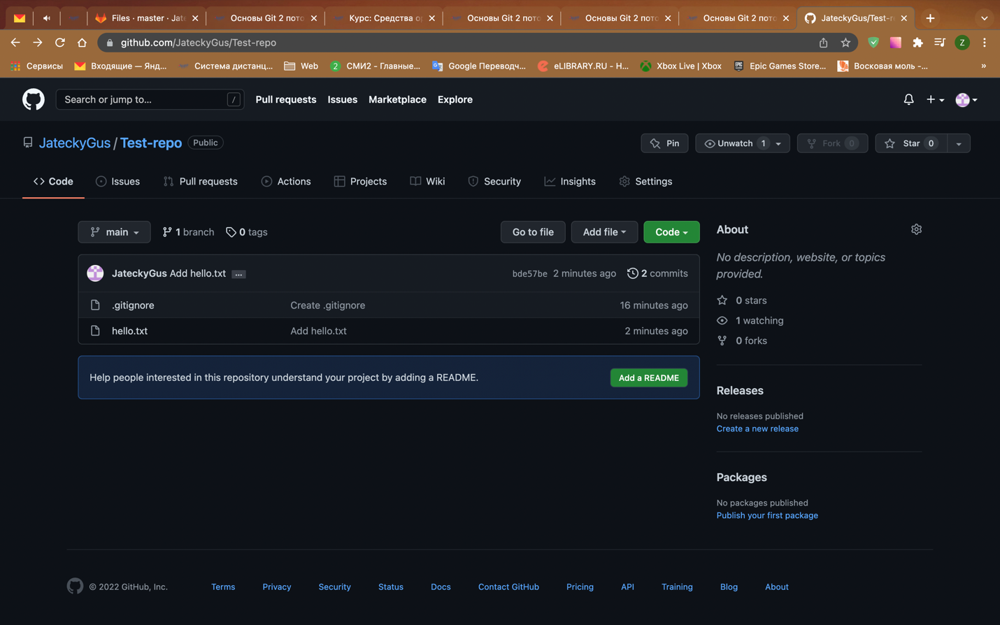 Files · master · Jate
Основы Git 2 пото
Курс: Средства о
Основы Git 2 пото
Основы Git 2 пото
Основы Git 2 пото
JateckyGus/Test-r
github.com/JateckyGus/Test-repo
Z
Сервисы
Входящие — Янд...
Система дистанц...
Web
2
СМИ2 - Главные...
Google Переводч...
eLIBRARY.RU - Н...
Xbox Live | Xbox
EPIC
Epic Games Store...
Восковая моль -...
»
Search or jump to...
/
Pull requests
Issues
Marketplace
Explore
JateckyGus / Test-repo
Public
Pin
Unwatch 1
Fork 0
Star 0
<> Code
Issues
Pull requests
Actions
Projects
Wiki
Security
Insights
Settings
main
1 branch
0 tags
Go to file
Add file
Code
JateckyGus Add hello.txt ...
bde57be 2 minutes ago
2 commits
.gitignore
Create .gitignore
16 minutes ago
hello.txt
Add hello.txt
2 minutes ago
Help people interested in this repository understand your project by adding a README.
Add a README
About
No description, website, or topics
provided.
0 stars
1 watching
0 forks
Releases
No releases published
Create a new release
Packages
No packages published
Publish your first package
© 2022 GitHub, Inc.
Terms
Privacy
Security
Status
Docs
Contact GitHub
Pricing
API
Training
Blog
About